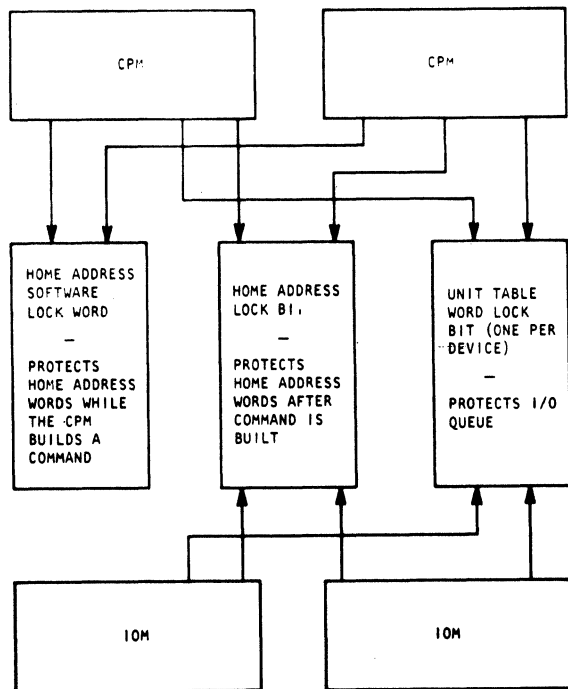 CPM
CPM
HOME ADDRESS
SOFTWARE
LOCK WORD
—
PROTECTS
HOME ADDRESS
WORDS WHILE
THE CPM
BUILDS A
COMMAND
HOME ADDRESS
LOCK
—
PROTECTS
HOME ADDRESS
WORDS AFTER
COMMAND IS
BUILT
UNIT TABLE
WORD LOCK
BIT (ONE PER
DEVICE)
—
PROTECTS I/O
QUEUE
IOM
IOM